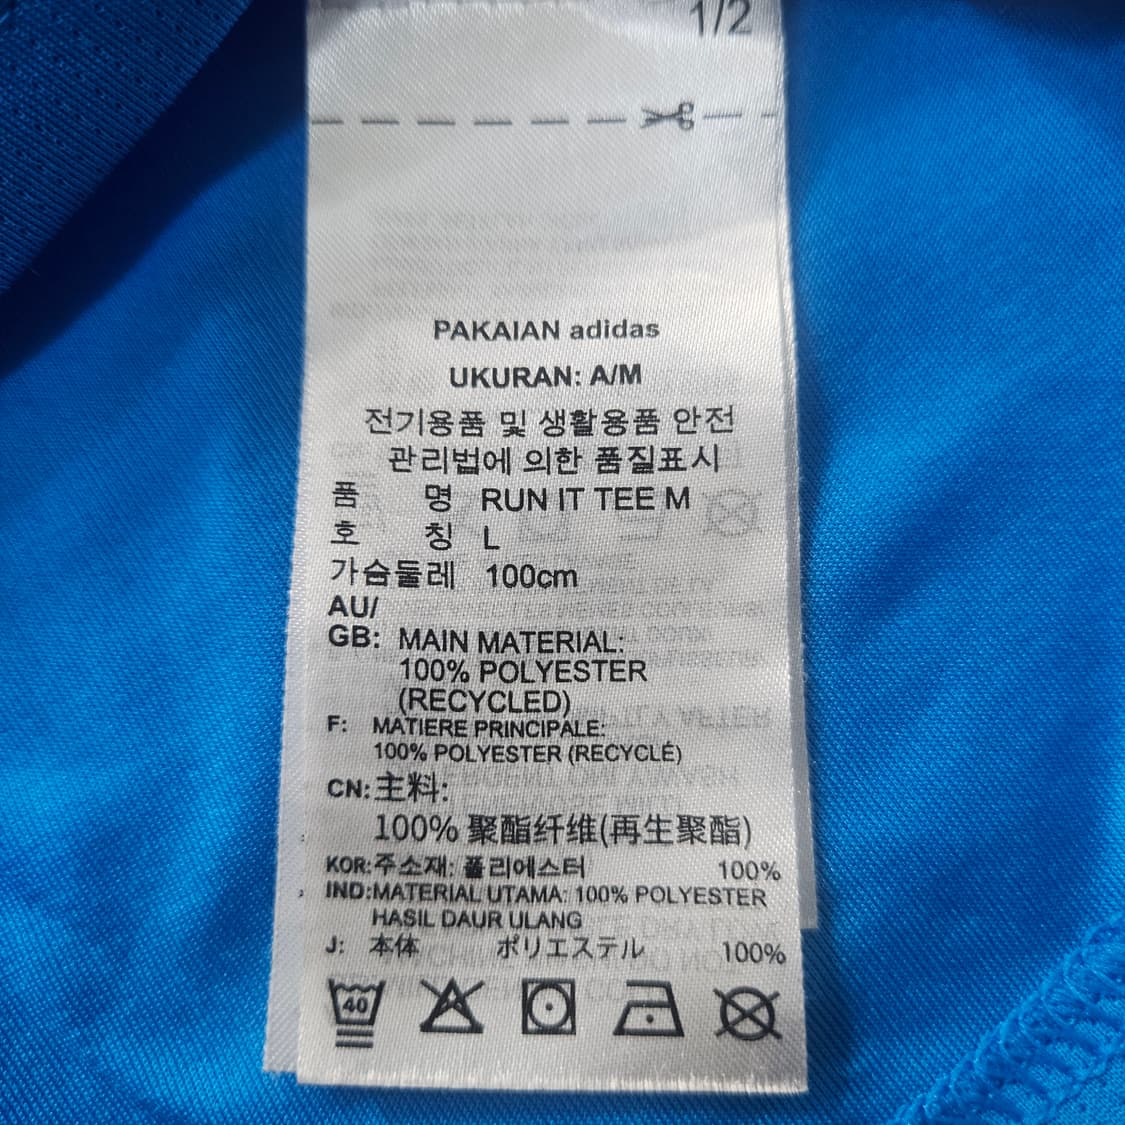 1/2
PAKAIAN adidas
UKURAN: A/M
전기용품 및 생활용품 안전
관리법에 의한 품질표시
품 명 RUN IT TEE M
호 칭 L
가슴둘레 100cm
AU/
GB: MAIN MATERIAL:
100% POLYESTER
(RECYCLED)
F: MATIERE PRINCIPALE:
100% POLYESTER (RECYCLÉ)
CN: 主料:
100% 聚酯纤维(再生聚酯)
KOR: 주소재: 폴리에스터 100%
IND: MATERIAL UTAMA: 100% POLYESTER
HASIL DAUR ULANG
J: 本体 ポリエステル 100%
40